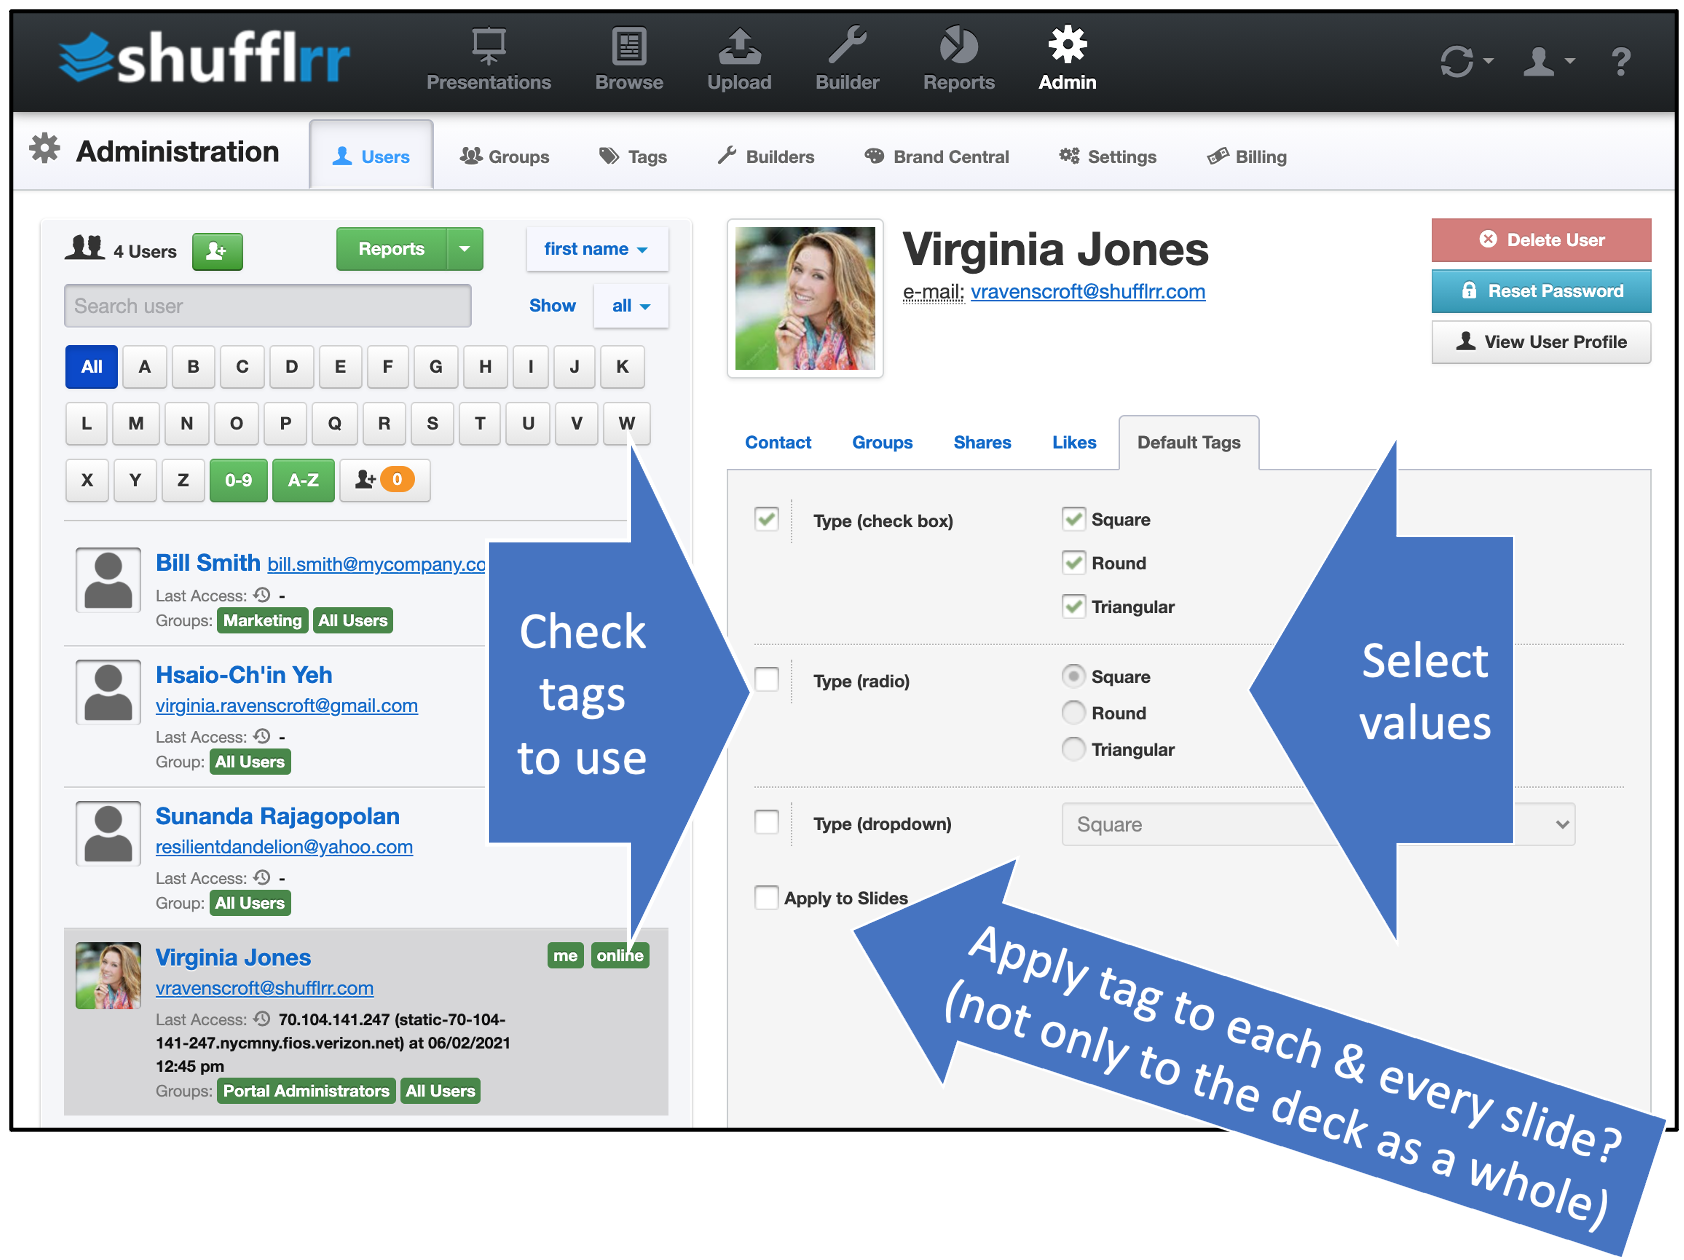 shufflrr
Presentations Browse Upload Builder Reports Admin ?
Administration Users Groups Tags Builders Brand Central Settings Billing
4 Users Reports first name
Search user Show all
All A B C D E F G H I J K
L M N O P Q R S T U V W
X Y Z 0-9 A-Z 0
Bill Smith bill.smith@mycompany.co
Last Access: -
Groups: Marketing All Users
Hsaio-Ch'in Yeh
virginia.ravenscroft@gmail.com
Last Access: -
Group: All Users
Sunanda Rajagopolan
resilientdandelion@yahoo.com
Last Access: -
Group: All Users
Virginia Jones me online
vravenscroft@shufflrr.com
Last Access: 70.104.141.247 (static-70-104-
141-247.nycmny.fios.verizon.net) at 06/02/2021
12:45 pm
Groups: Portal Administrators All Users
Virginia Jones
e-mail: vravenscroft@shufflrr.com
Delete User
Reset Password
View User Profile
Contact Groups Shares Likes Default Tags
Type (check box) Square
Round
Triangular
Type (radio) Square
Round
Triangular
Type (dropdown) Square
Apply to Slides
Check
tags
to use
Select
values
Apply tag to each & every slide?
(not only to the deck as a whole)